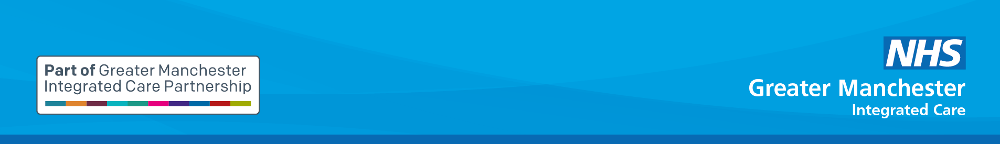 Part of Greater Manchester
Integrated Care Partnership
NHS
Greater Manchester
Integrated Care